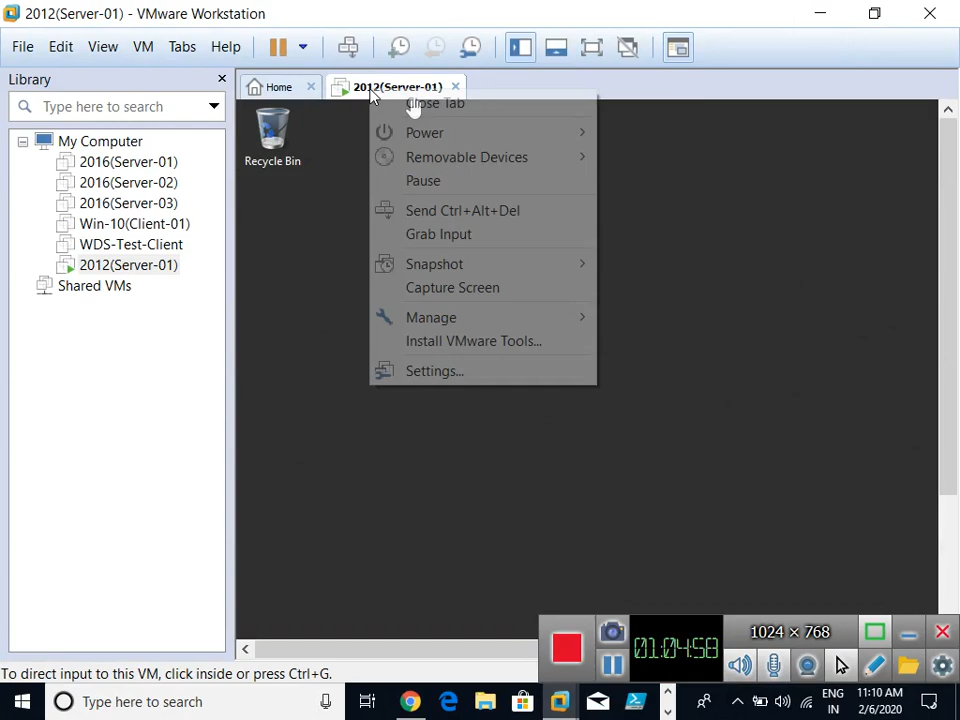 2012(Server-01) - VMware Workstation
File Edit View VM Tabs Help
Library
Type here to search
My Computer
2016(Server-01)
2016(Server-02)
2016(Server-03)
Win-10(Client-01)
WDS-Test-Client
2012(Server-01)
Shared VMs
Home
2012(Server-01)
Recycle Bin
Close Tab
Power
Removable Devices
Pause
Send Ctrl+Alt+Del
Grab Input
Snapshot
Capture Screen
Manage
Install VMware Tools...
Settings...
01:04:58
1024 × 768
To direct input to this VM, click inside or press Ctrl+G.
Type here to search
ENG
IN
11:10 AM
2/6/2020